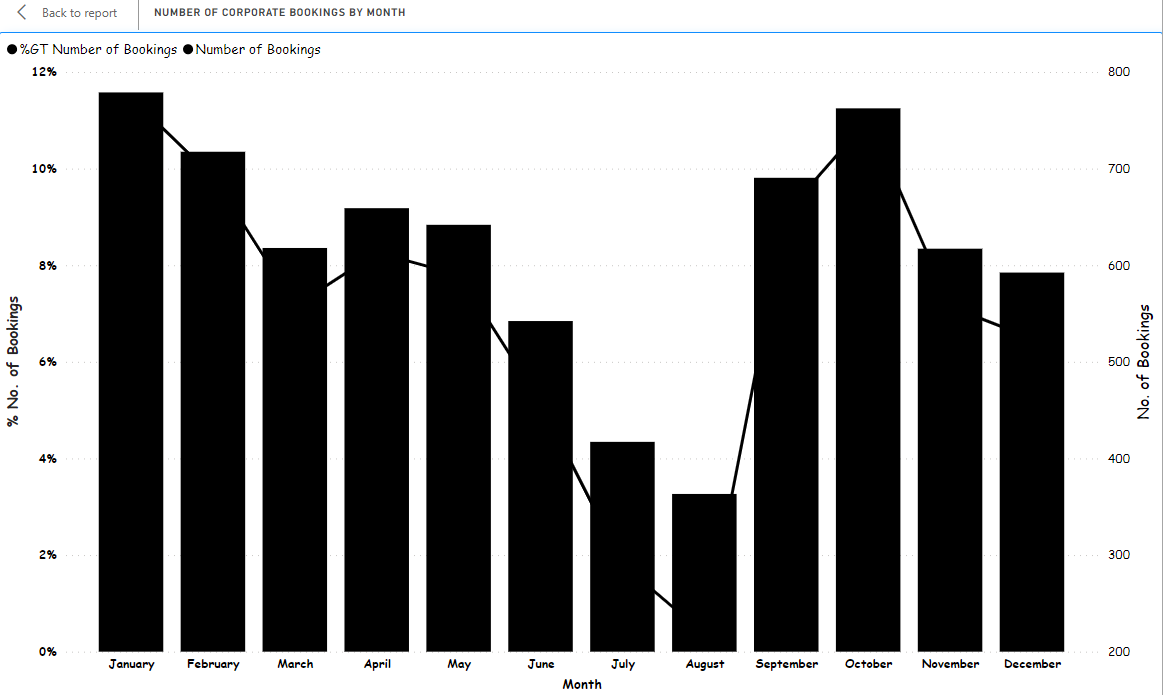 Back to report
NUMBER OF CORPORATE BOOKINGS BY MONTH
%GT Number of Bookings Number of Bookings
12% 800
10% 700
8% 600
6% 500
4% 400
2% 300
0% 200
% No. of Bookings
No. of Bookings
January February March April May June July August September October November December
Month